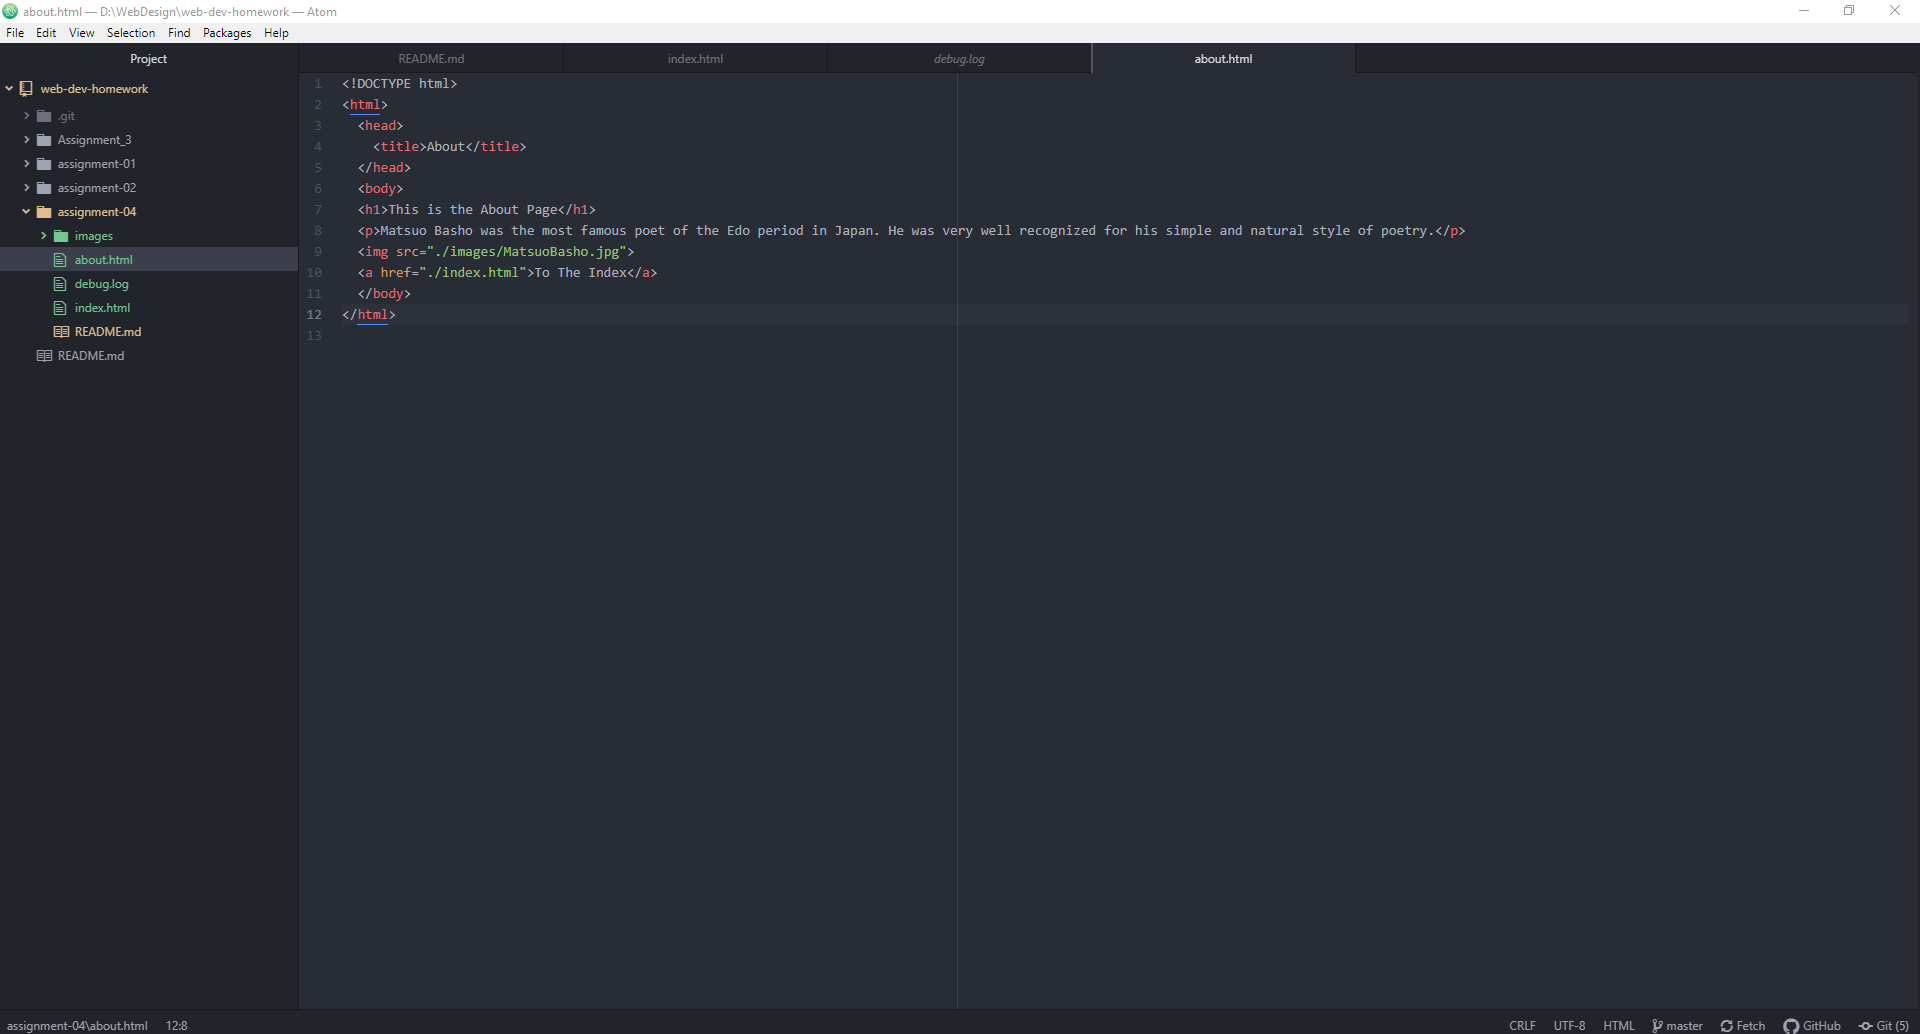 about.html — D:\WebDesign\web-dev-homework — Atom
File Edit View Selection Find Packages Help
Project
web-dev-homework
.git
Assignment_3
assignment-01
assignment-02
assignment-04
images
about.html
debug.log
index.html
README.md
README.md
README.md index.html debug.log about.html
1 <!DOCTYPE html>
2 <html>
3 <head>
4 <title>About</title>
5 </head>
6 <body>
7 <h1>This is the About Page</h1>
8 <p>Matsuo Basho was the most famous poet of the Edo period in Japan. He was very well recognized for his simple and natural style of poetry.</p>
9 <img src="./images/MatsuoBasho.jpg">
10 <a href="./index.html">To The Index</a>
11 </body>
12 </html>
13
assignment-04\about.html 12:8 CRLF UTF-8 HTML master Fetch GitHub Git (5)